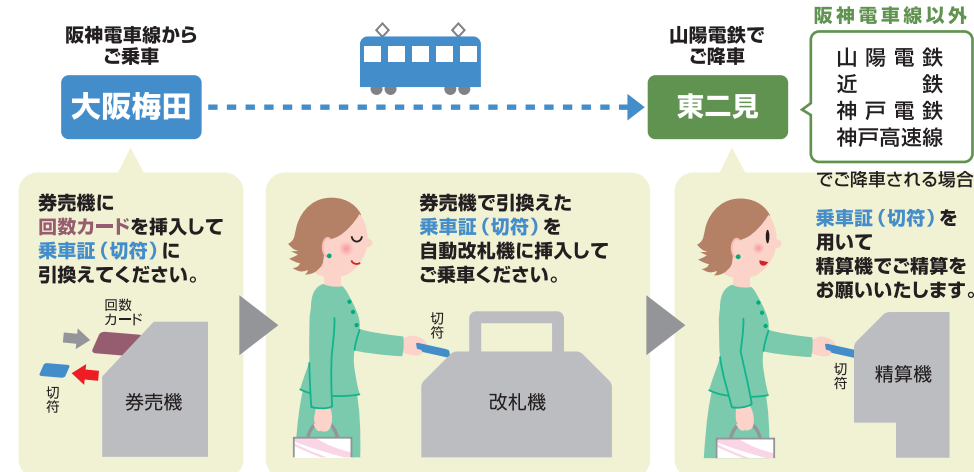 阪神電車線から
ご乗車
大阪梅田
山陽電鉄で
ご降車
東二見
阪神電車線以外
山陽電鉄
近鉄
神戸電鉄
神戸高速線
でご降車される場合
券売機に
回数カードを挿入して
乗車証（切符）に
引換えてください。
回数
カード
切符
券売機
券売機で引換えた
乗車証（切符）を
自動改札機に挿入して
ご乗車ください。
切符
改札機
乗車証（切符）を
用いて
精算機でご精算を
お願いいたします。
切符
精算機